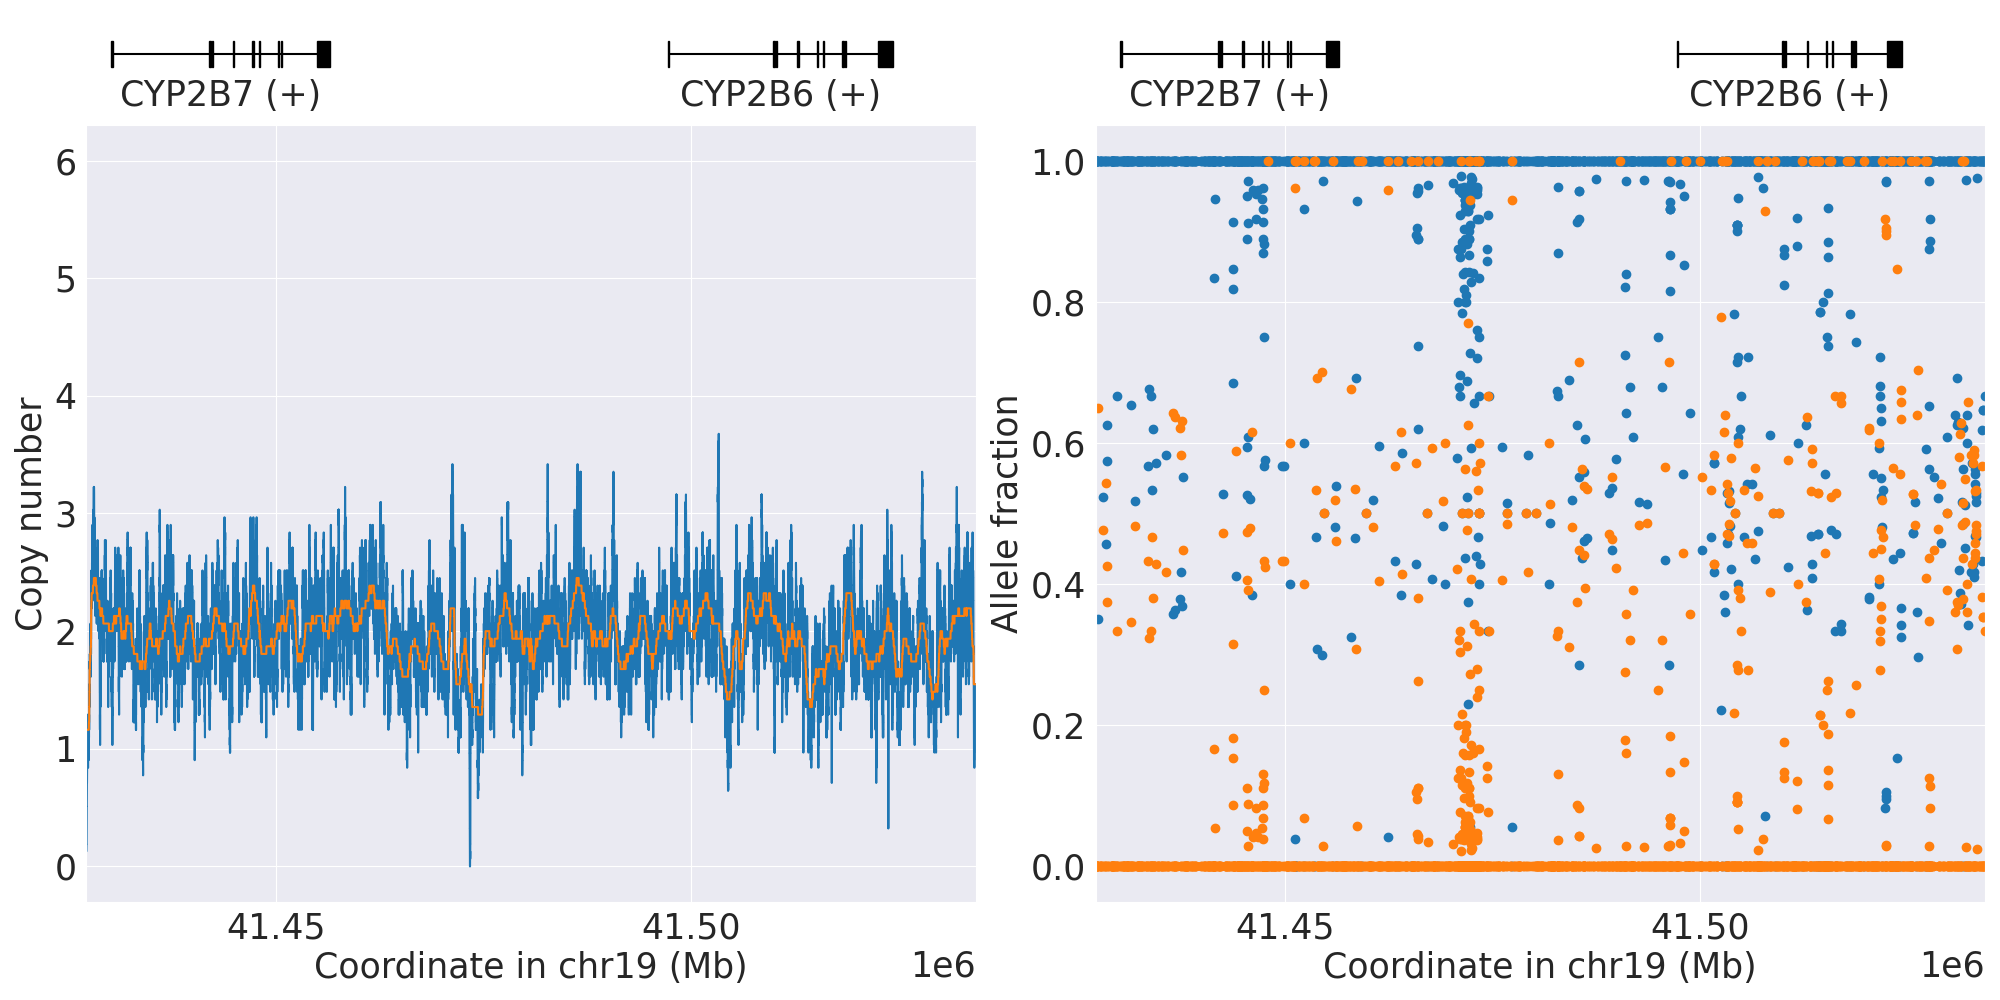 CYP2B7 (+)
CYP2B6 (+)
6
5
4
3
2
1
0
Copy number
41.45
41.50
Coordinate in chr19 (Mb)
1e6
CYP2B7 (+)
CYP2B6 (+)
1.0
0.8
0.6
0.4
0.2
0.0
Allele fraction
41.45
41.50
Coordinate in chr19 (Mb)
1e6